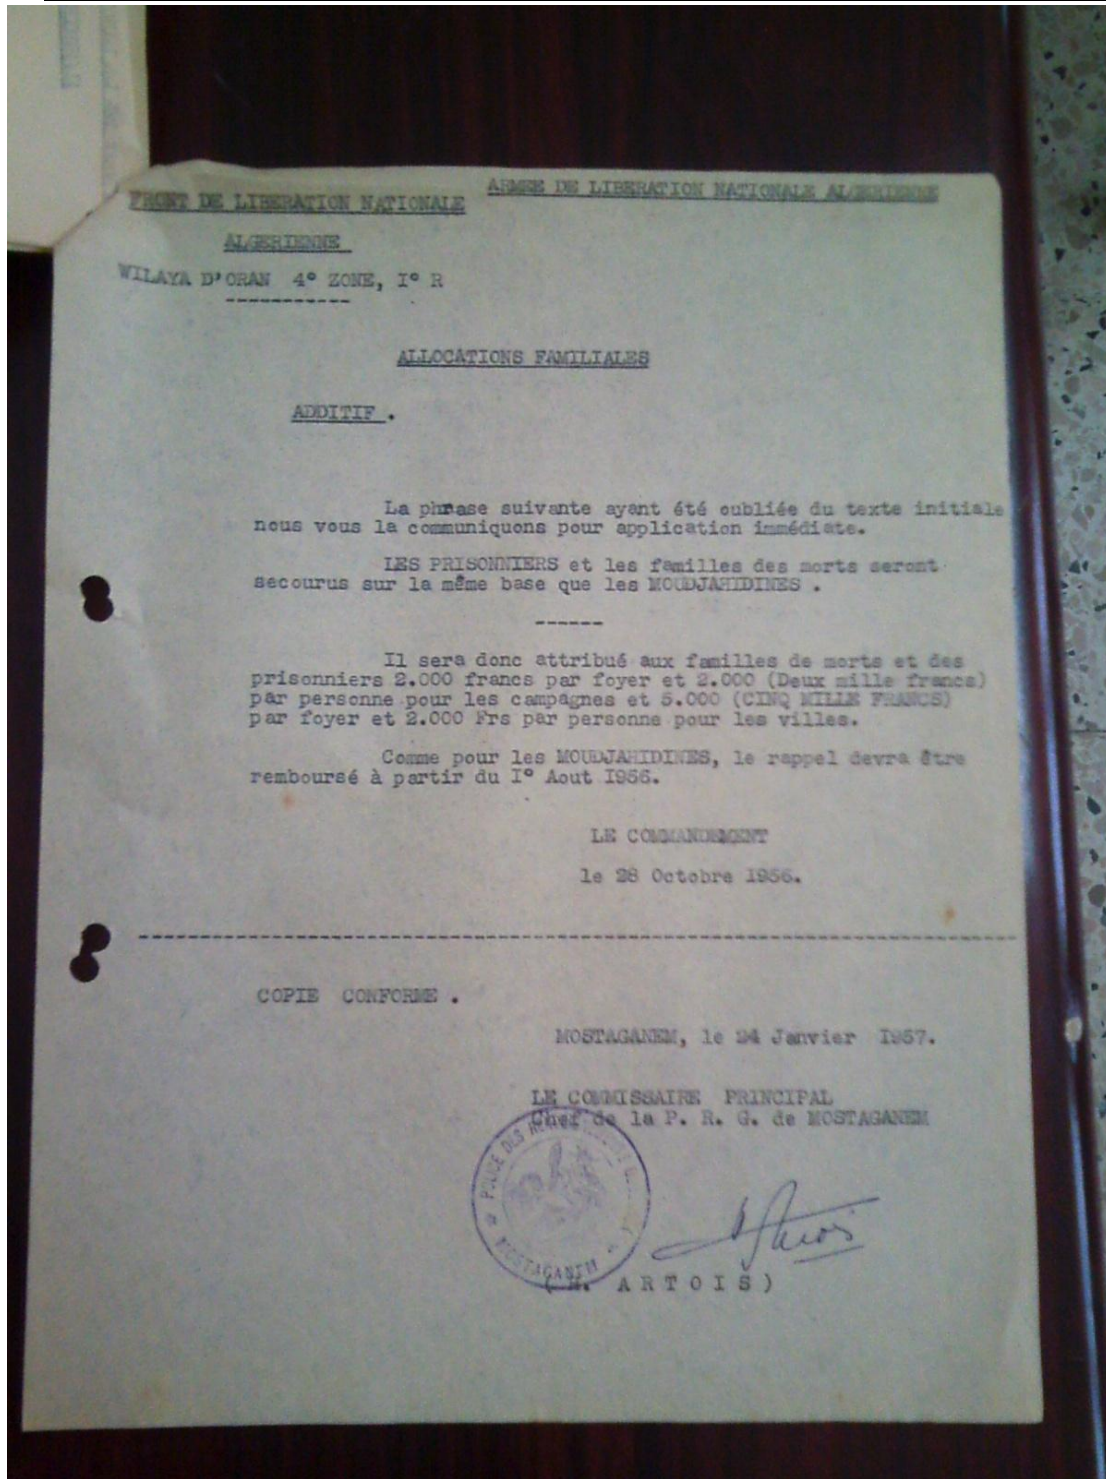 FRONT DE LIBERATION NATIONALE
ALGERIENNE
ARMEE DE LIBERATION NATIONALE ALGERIENNE
WILAYA D'ORAN 4° ZONE, I° R
-----------
ALLOCATIONS FAMILIALES
ADDITIF .
La phrase suivante ayant été oubliée du texte initiale
nous vous la communiquons pour application immédiate.
LES PRISONNIERS et les familles des morts seront
secourus sur la même base que les MOUDJAHIDINES .
------
Il sera donc attribué aux familles de morts et des
prisonniers 2.000 francs par foyer et 2.000 (Deux mille francs)
par personne pour les campagnes et 5.000 (CINQ MILLE FRANCS)
par foyer et 2.000 Frs par personne pour les villes.
Comme pour les MOUDJAHIDINES, le rappel devra être
remboursé à partir du I° Aout I956.
LE COMMANDEMENT
le 28 Octobre 1956.
COPIE CONFORME .
MOSTAGANEM, le 24 Janvier I957.
LE COMMISSAIRE PRINCIPAL
Chef de la P. R. G. de MOSTAGANEM
POLICE DES
MOSTAGANEM
ARTOIS)